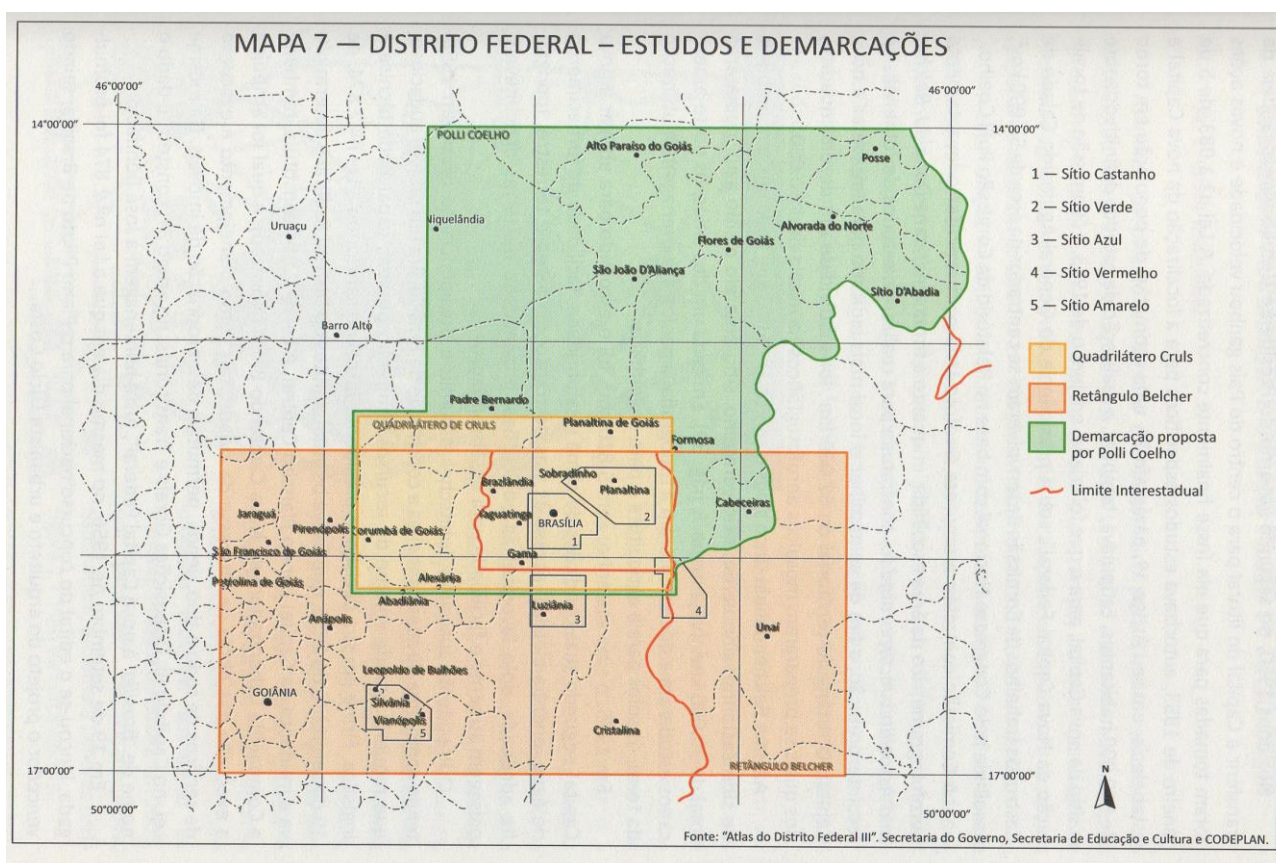 MAPA 7 — DISTRITO FEDERAL – ESTUDOS E DEMARCAÇÕES
46°00'00"
46°00'00"
14°00'00"
14°00'00"
POLLI COELHO
Alto Paraíso do Goiás
Posse
Niquelândia
Uruaçu
Alvorada do Norte
Flores de Goiás
São João D'Aliança
Sítio D'Abadia
Barro Alto
Padre Bernardo
QUADRILÁTERO DE CRULS
Planaltina de Goiás
Formosa
Sobradinho
Brazlândia
Planaltina
Jaraguá
Cabeceiras
2
Taguatinga
BRASÍLIA
Pirenópolis
Corumbá de Goiás
1
São Francisco de Goiás
Gama
Petrolina de Goiás
Alexânia
Abadiânia
Luziânia
3
4
Anápolis
Unaí
Leopoldo de Bulhões
GOIÂNIA
Silvânia
Vianópolis
5
Cristalina
RETÂNGULO BELCHER
17°00'00"
17°00'00"
50°00'00"
50°00'00"
1 — Sítio Castanho
2 — Sítio Verde
3 — Sítio Azul
4 — Sítio Vermelho
5 — Sítio Amarelo
Quadrilátero Cruls
Retângulo Belcher
Demarcação proposta
por Polli Coelho
Limite Interestadual
N
Fonte: "Atlas do Distrito Federal III". Secretaria do Governo, Secretaria de Educação e Cultura e CODEPLAN.